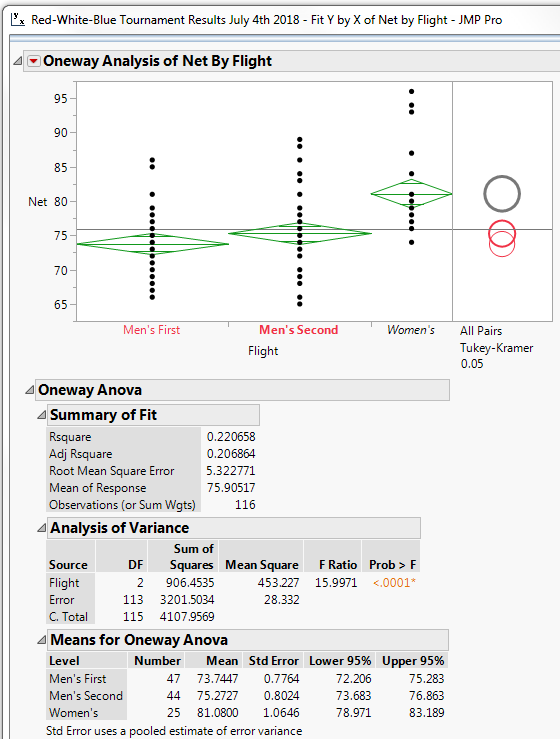 Red-White-Blue Tournament Results July 4th 2018 - Fit Y by X of Net by Flight - JMP Pro
Oneway Analysis of Net By Flight
95
90
85
Net 80
75
70
65
Men's First Men's Second Women's
Flight
All Pairs
Tukey-Kramer
0.05
Oneway Anova
Summary of Fit
Rsquare 0.220658
Adj Rsquare 0.206864
Root Mean Square Error 5.322771
Mean of Response 75.90517
Observations (or Sum Wgts) 116
Analysis of Variance
Sum of
Source DF Squares Mean Square F Ratio Prob > F
Flight 2 906.4535 453.227 15.9971 <.0001*
Error 113 3201.5034 28.332
C. Total 115 4107.9569
Means for Oneway Anova
Level Number Mean Std Error Lower 95% Upper 95%
Men's First 47 73.7447 0.7764 72.206 75.283
Men's Second 44 75.2727 0.8024 73.683 76.863
Women's 25 81.0800 1.0646 78.971 83.189
Std Error uses a pooled estimate of error variance